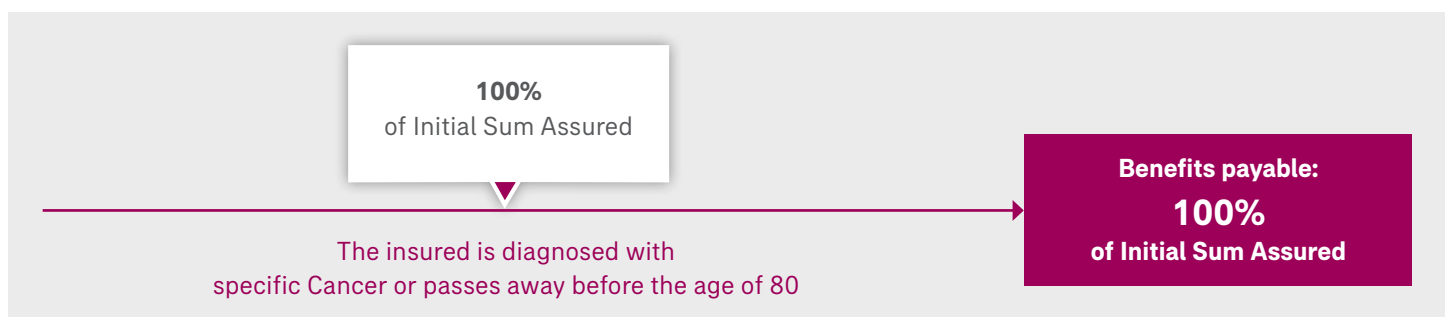 100%
of Initial Sum Assured
The insured is diagnosed with
specific Cancer or passes away before the age of 80
Benefits payable:
100%
of Initial Sum Assured